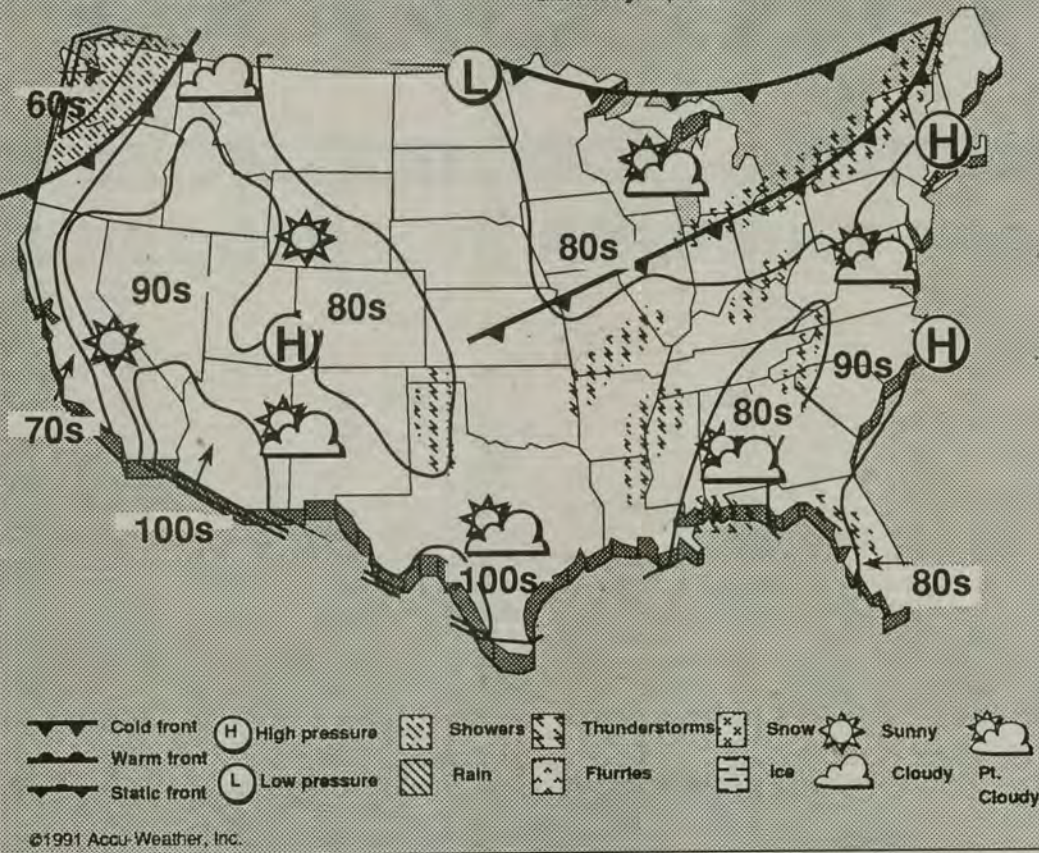 L
60s
H
80s
90s
80s
H
H
90s
80s
70s
100s
100s
80s
Cold front
H High pressure
Showers
Thunderstorms
Snow
Sunny
Warm front
L Low pressure
Rain
Flurries
Ice
Cloudy
Pt.
Cloudy
Static front
©1991 Accu-Weather, Inc.